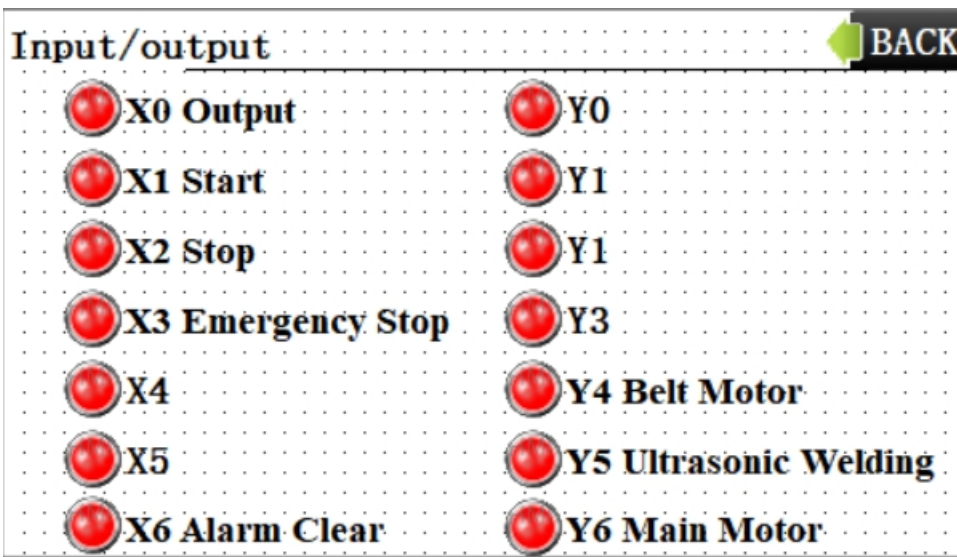 Input/output BACK
X0 Output Y0
X1 Start Y1
X2 Stop Y1
X3 Emergency Stop Y3
X4 Y4 Belt Motor
X5 Y5 Ultrasonic Welding
X6 Alarm Clear Y6 Main Motor